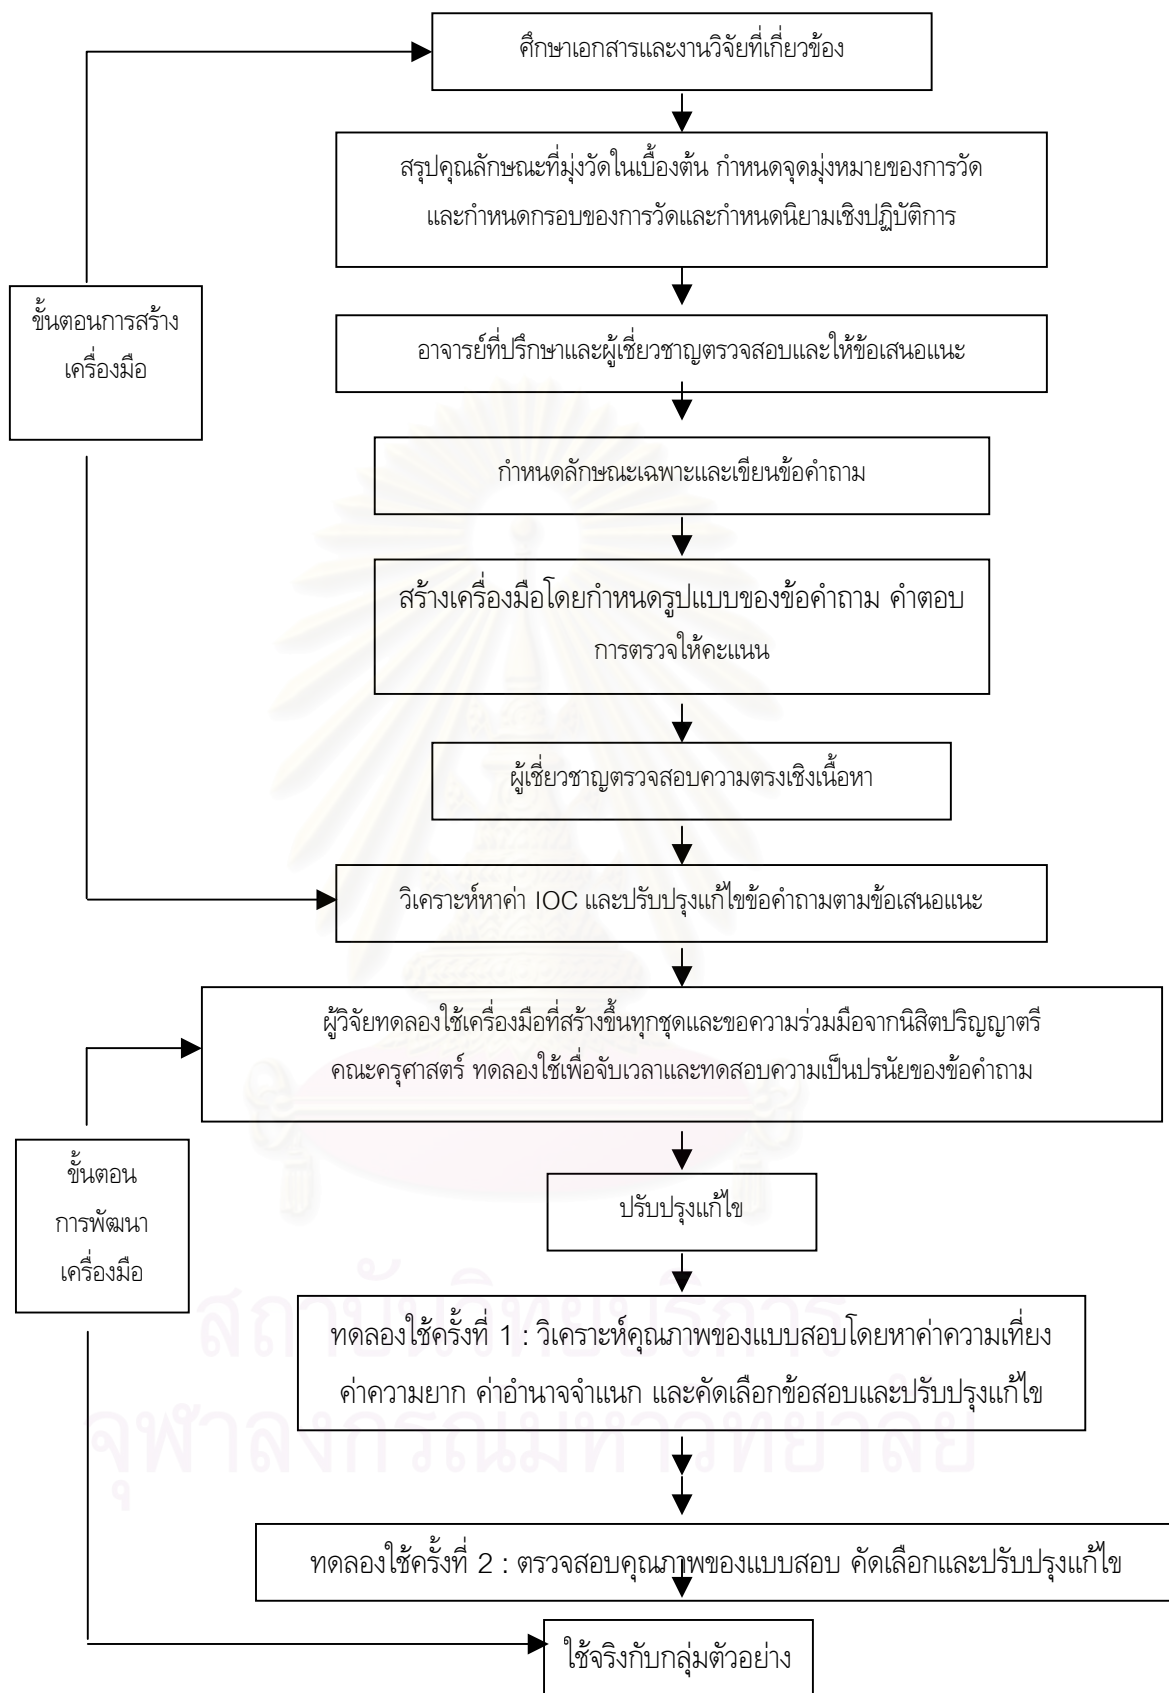 ศึกษาเอกสารและงานวิจัยที่เกี่ยวข้อง
สรุปคุณลักษณะที่มุ่งวัดในเบื้องต้น กำหนดจุดมุ่งหมายของการวัด
และกำหนดกรอบของการวัดและกำหนดนิยามเชิงปฏิบัติการ
ขั้นตอนการสร้าง
เครื่องมือ
อาจารย์ที่ปรึกษาและผู้เชี่ยวชาญตรวจสอบและให้ข้อเสนอแนะ
กำหนดลักษณะเฉพาะและเขียนข้อคำถาม
สร้างเครื่องมือโดยกำหนดรูปแบบของข้อคำถาม คำตอบ
การตรวจให้คะแนน
ผู้เชี่ยวชาญตรวจสอบความตรงเชิงเนื้อหา
วิเคราะห์หาค่า IOC และปรับปรุงแก้ไขข้อคำถามตามข้อเสนอแนะ
ผู้วิจัยทดลองใช้เครื่องมือที่สร้างขึ้นทุกชุดและขอความร่วมมือจากนิสิตปริญญาตรี
คณะครุศาสตร์ ทดลองใช้เพื่อจับเวลาและทดสอบความเป็นปรนัยของข้อคำถาม
ขั้นตอน
การพัฒนา
เครื่องมือ
ปรับปรุงแก้ไข
ทดลองใช้ครั้งที่ 1 : วิเคราะห์คุณภาพของแบบสอบโดยหาค่าความเที่ยง
ค่าความยาก ค่าอำนาจจำแนก และคัดเลือกข้อสอบและปรับปรุงแก้ไข
สถาบันวิทยบริการ
จุฬาลงกรณ์มหาวิทยาลัย
ทดลองใช้ครั้งที่ 2 : ตรวจสอบคุณภาพของแบบสอบ คัดเลือกและปรับปรุงแก้ไข
ใช้จริงกับกลุ่มตัวอย่าง